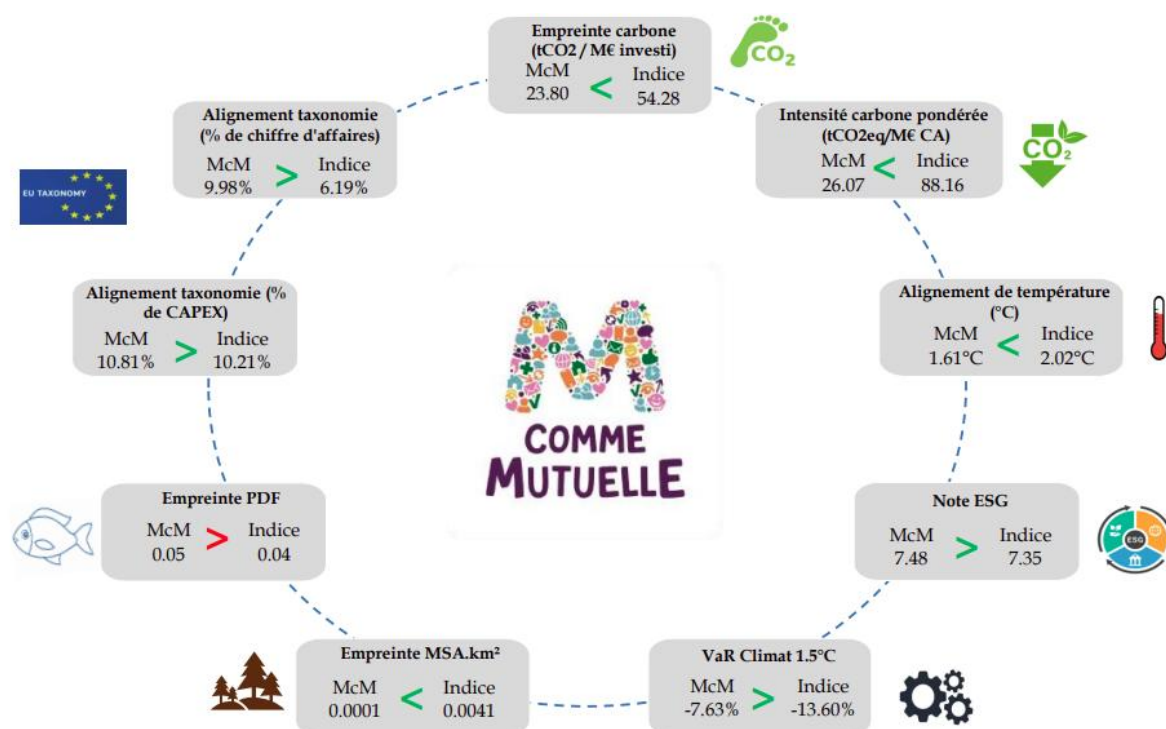 Empreinte carbone
(tCO2 / M€ investi)
McM < Indice
23.80 54.28
CO₂
Intensité carbone pondérée
(tCO2eq/M€ CA)
McM < Indice
26.07 88.16
CO₂
Alignement de température
(°C)
McM < Indice
1.61°C 2.02°C
Note ESG
McM > Indice
7.48 7.35
ESG
VaR Climat 1.5°C
McM > Indice
-7.63% -13.60%
Empreinte MSA.km²
McM < Indice
0.0001 0.0041
Empreinte PDF
McM > Indice
0.05 0.04
Alignement taxonomie (%
de CAPEX)
McM > Indice
10.81% 10.21%
Alignement taxonomie
(% de chiffre d'affaires)
McM > Indice
9.98% 6.19%
EU TAXONOMY
M
COMME
MUTUELLE